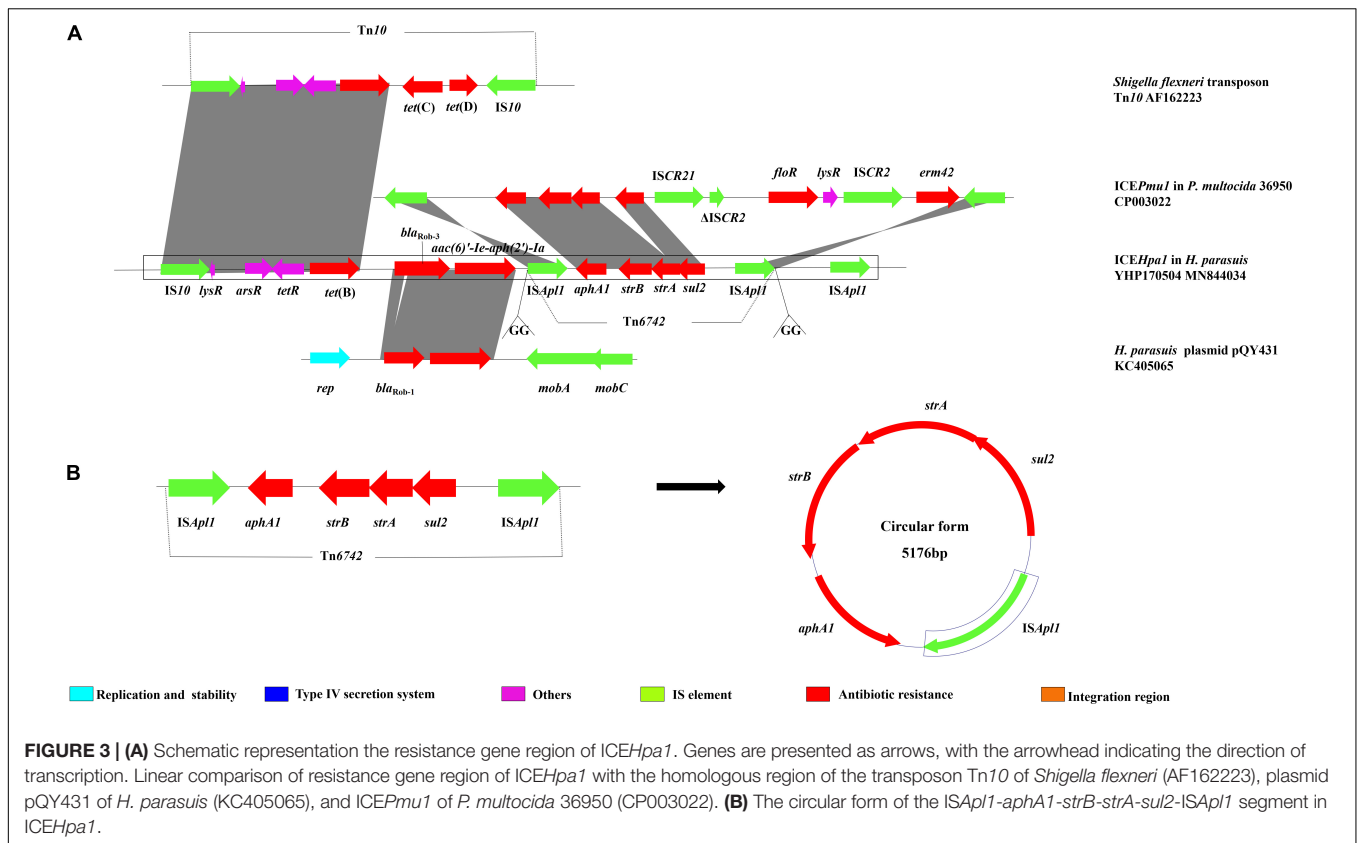 A
Tn10
tet(C) tet(D) IS10
Shigella flexneri transposon
Tn10 AF162223
ISCR21 floR lysR ISCR2 erm42
ΔISCR2
ICEPmu1 in P. multocida 36950
CP003022
blaRob-3
aac(6)'-Ie-aph(2')-Ia
IS10 lysR arsR tetR tet(B) ISApl1 aphA1 strB strA sul2 ISApl1 ISApl1
ICEHpa1 in H. parasuis
YHP170504 MN844034
Tn6742
GG GG
rep blaRob-1 mobA mobC
H. parasuis plasmid pQY431
KC405065
B
ISApl1 aphA1 strB strA sul2 ISApl1
Tn6742
strA
sul2
strB
Circular form
5176bp
aphA1
ISApl1
Replication and stability Type IV secretion system Others IS element Antibiotic resistance Integration region
FIGURE 3 | (A) Schematic representation the resistance gene region of ICEHpa1. Genes are presented as arrows, with the arrowhead indicating the direction of
transcription. Linear comparison of resistance gene region of ICEHpa1 with the homologous region of the transposon Tn10 of Shigella flexneri (AF162223), plasmid
pQY431 of H. parasuis (KC405065), and ICEPmu1 of P. multocida 36950 (CP003022). (B) The circular form of the ISApl1-aphA1-strB-strA-sul2-ISApl1 segment in
ICEHpa1.